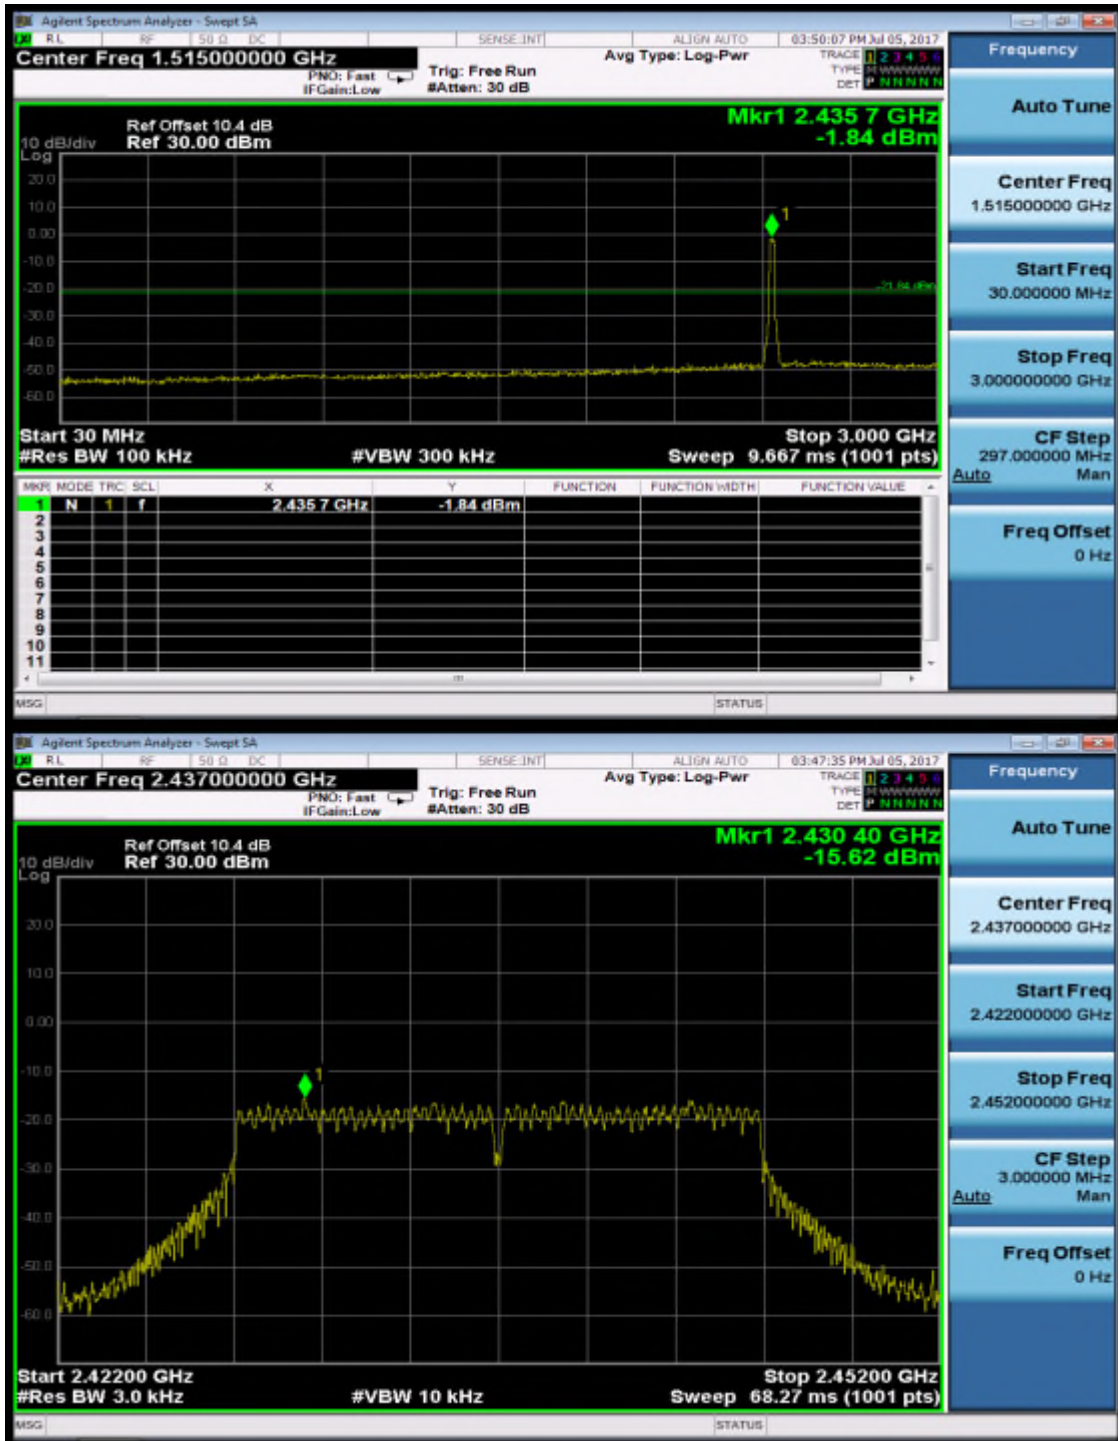 Agilent Spectrum Analyzer - Swept SA
RL RF 50 Ω DC SENSE:INT ALIGN AUTO 03:50:07 PM Jul 05, 2017
Center Freq 1.515000000 GHz Avg Type: Log-Pwr TRACE 1 2 3 4 5 6
PNO: Fast Trig: Free Run TYPE M WWWWW
IFGain:Low #Atten: 30 dB DET P N N N N N
Frequency
Auto Tune
Center Freq
1.515000000 GHz
Start Freq
30.000000 MHz
Stop Freq
3.000000000 GHz
CF Step
297.000000 MHz
Auto Man
Freq Offset
0 Hz
Mkr1 2.435 7 GHz
-1.84 dBm
Ref Offset 10.4 dB
10 dB/div Ref 30.00 dBm
Log
20.0
10.0
0.00
-10.0
-20.0
-30.0
-40.0
-50.0
-60.0
1
-21.84 dBm
Start 30 MHz Stop 3.000 GHz
#Res BW 100 kHz #VBW 300 kHz Sweep 9.667 ms (1001 pts)
MKR MODE TRC SCL X Y FUNCTION FUNCTION WIDTH FUNCTION VALUE
1 N 1 f 2.435 7 GHz -1.84 dBm
2
3
4
5
6
7
8
9
10
11
MSG STATUS
Agilent Spectrum Analyzer - Swept SA
RL RF 50 Ω DC SENSE:INT ALIGN AUTO 03:47:35 PM Jul 05, 2017
Center Freq 2.437000000 GHz Avg Type: Log-Pwr TRACE 1 2 3 4 5 6
PNO: Fast Trig: Free Run TYPE M WWWWW
IFGain:Low #Atten: 30 dB DET P N N N N N
Frequency
Auto Tune
Center Freq
2.437000000 GHz
Start Freq
2.422000000 GHz
Stop Freq
2.452000000 GHz
CF Step
3.000000 MHz
Auto Man
Freq Offset
0 Hz
Mkr1 2.430 40 GHz
-15.62 dBm
Ref Offset 10.4 dB
10 dB/div Ref 30.00 dBm
Log
20.0
10.0
0.00
-10.0
-20.0
-30.0
-40.0
-50.0
-60.0
1
Start 2.42200 GHz Stop 2.45200 GHz
#Res BW 3.0 kHz #VBW 10 kHz Sweep 68.27 ms (1001 pts)
MSG STATUS